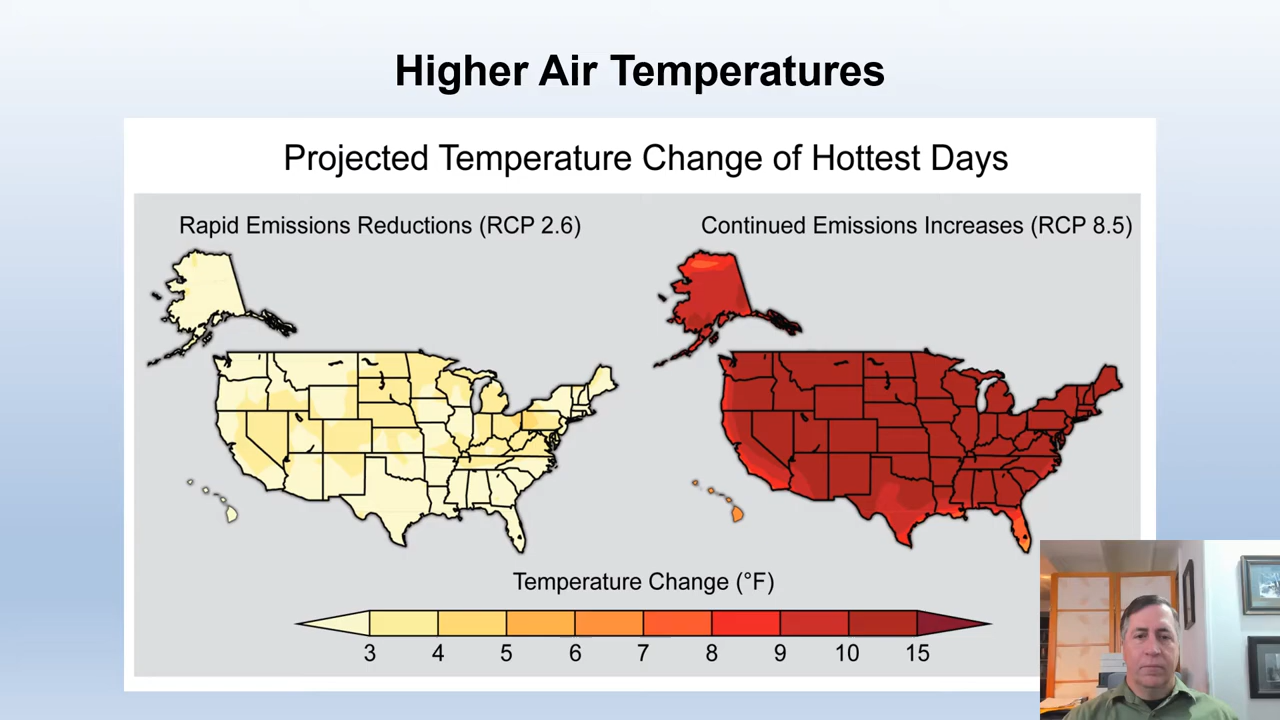 Higher Air Temperatures
Projected Temperature Change of Hottest Days
Rapid Emissions Reductions (RCP 2.6)
Continued Emissions Increases (RCP 8.5)
Temperature Change (°F)
3 4 5 6 7 8 9 10 15